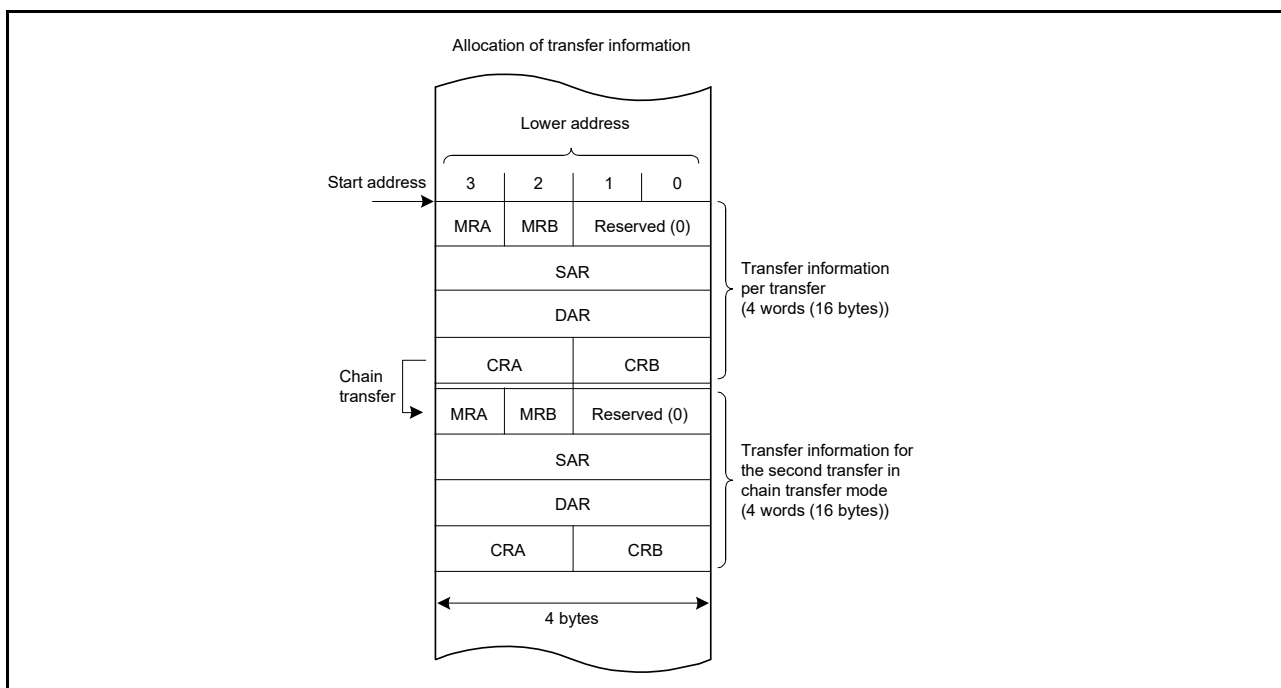 Allocation of transfer information
Lower address
Start address
3 2 1 0
MRA MRB Reserved (0)
SAR
DAR
CRA CRB
Transfer information
per transfer
(4 words (16 bytes))
Chain
transfer
MRA MRB Reserved (0)
SAR
DAR
CRA CRB
Transfer information for
the second transfer in
chain transfer mode
(4 words (16 bytes))
4 bytes